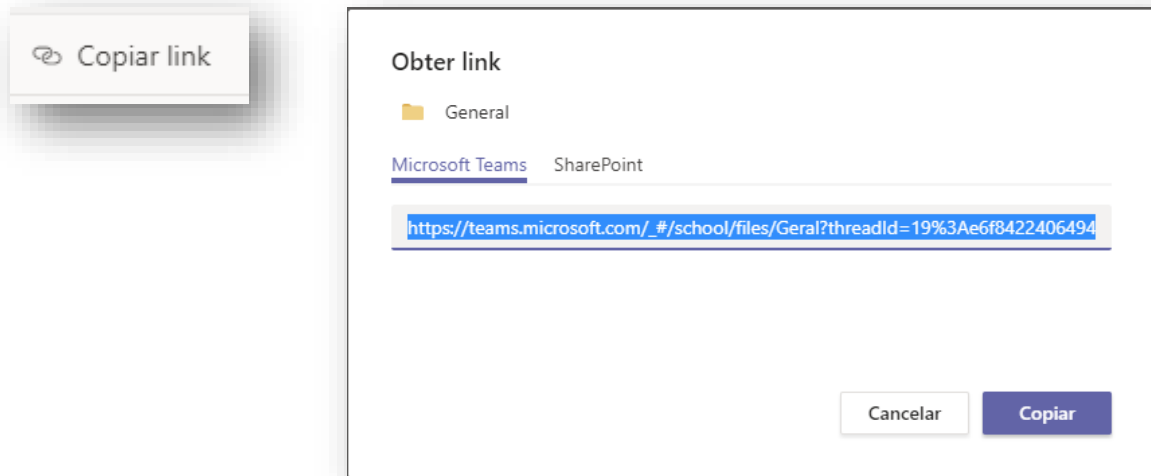 Copiar link
Obter link
General
Microsoft Teams SharePoint
https://teams.microsoft.com/_#/school/files/Geral?threadId=19%3Ae6f8422406494
Cancelar Copiar